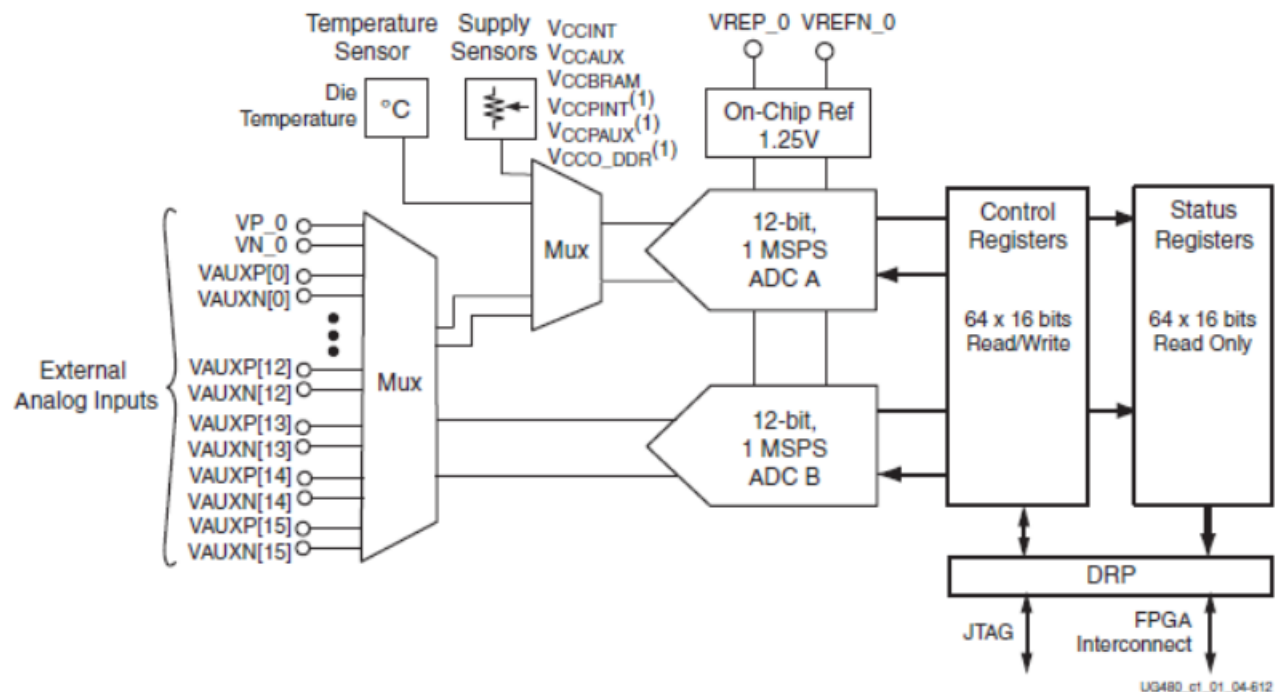 Temperature
Sensor
Supply
Sensors
VCCINT
VCCAUX
VCCBRAM
VCCPINT(1)
VCCPAUX(1)
VCCO_DDR(1)
VREP_0 VREFN_0
Die
Temperature
°C
On-Chip Ref
1.25V
External
Analog Inputs
VP_0
VN_0
VAUXP[0]
VAUXN[0]
VAUXP[12]
VAUXN[12]
VAUXP[13]
VAUXN[13]
VAUXP[14]
VAUXN[14]
VAUXP[15]
VAUXN[15]
Mux
Mux
12-bit,
1 MSPS
ADC A
12-bit,
1 MSPS
ADC B
Control
Registers
64 x 16 bits
Read/Write
Status
Registers
64 x 16 bits
Read Only
DRP
JTAG
FPGA
Interconnect
UG480_c1_01_04-612